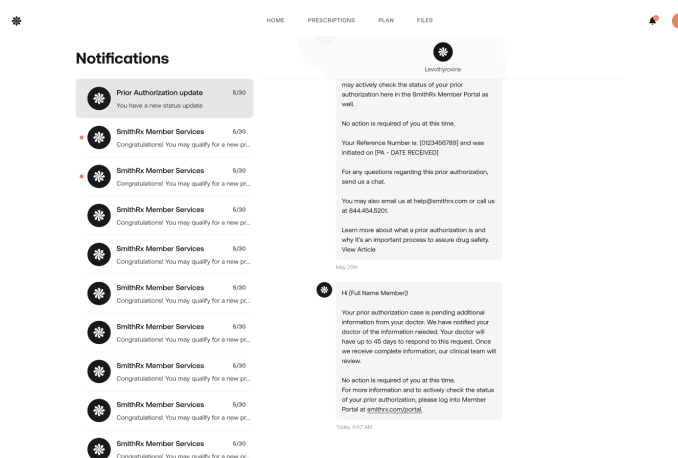 HOME
PRESCRIPTIONS
PLAN
FILES
Notifications
Prior Authorization update 5/30
You have a new status update
SmithRx Member Services 5/30
Congratulations! You may qualify for a new pr...
SmithRx Member Services 5/30
Congratulations! You may qualify for a new pr...
SmithRx Member Services 5/30
Congratulations! You may qualify for a new pr...
SmithRx Member Services 5/30
Congratulations! You may qualify for a new pr...
SmithRx Member Services 5/30
Congratulations! You may qualify for a new pr...
SmithRx Member Services 5/30
Congratulations! You may qualify for a new pr...
SmithRx Member Services 5/30
Congratulations! You may qualify for a new pr...
SmithRx Member Services 5/30
Congratulations! You may qualify for a new pr...
SmithRx Member Services 5/30
Levothyroxine
may actively check the status of your prior
authorization here in the SmithRx Member Portal as
well.
No action is required of you at this time.
Your Reference Number is: [0123456789] and was
initiated on [PA - DATE RECEIVED]
For any questions regarding this prior authorization,
send us a chat.
You may also email us at help@smithrx.com or call us
at 844.454.5201.
Learn more about what a prior authorization is and
why it's an important process to assure drug safety.
View Article
May 29th
Hi [Full Name Member]!
Your prior authorization case is pending additional
information from your doctor. We have notified your
doctor of the information needed. Your doctor will
have up to 45 days to respond to this request. Once
we receive complete information, our clinical team will
review.
No action is required of you at this time.
For more information and to actively check the status
of your prior authorization, please log into Member
Portal at smithrx.com/portal.
Today, 9:57 AM